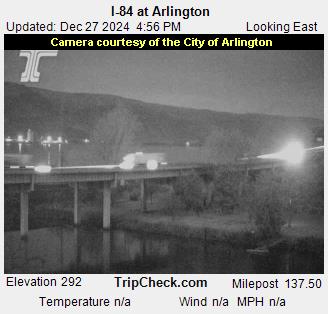 I-84 at Arlington
Updated: Dec 27 2024 4:56 PM Looking East
Camera courtesy of the City of Arlington
Elevation 292 TripCheck.com Milepost 137.50
Temperature n/a Wind n/a MPH n/a